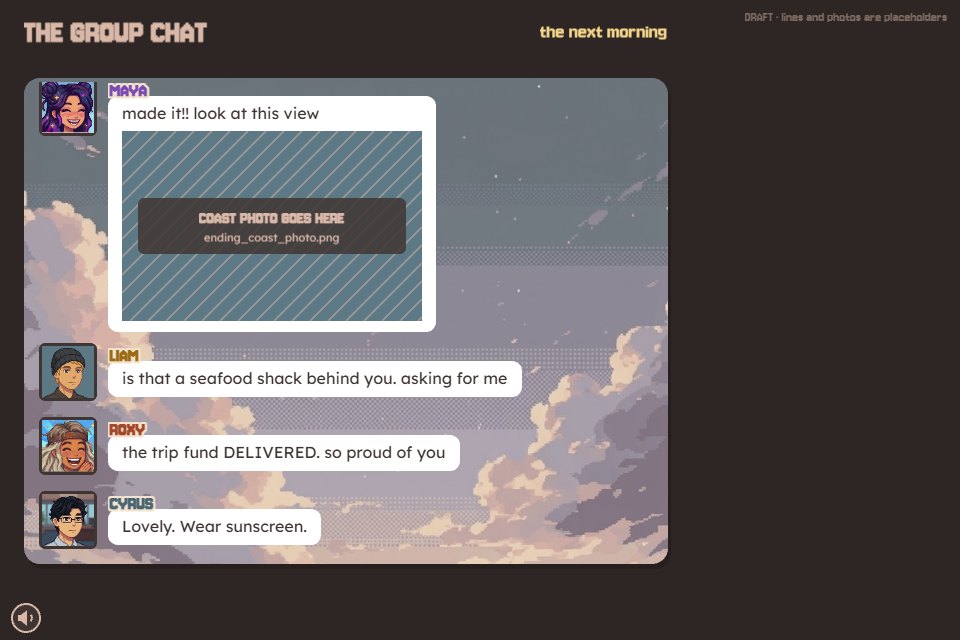 THE GROUP CHAT
the next morning
DRAFT - lines and photos are placeholders
MAYA
made it!! look at this view
COAST PHOTO GOES HERE
ending_coast_photo.png
LIAM
is that a seafood shack behind you. asking for me
ROXY
the trip fund DELIVERED. so proud of you
CYRUS
Lovely. Wear sunscreen.